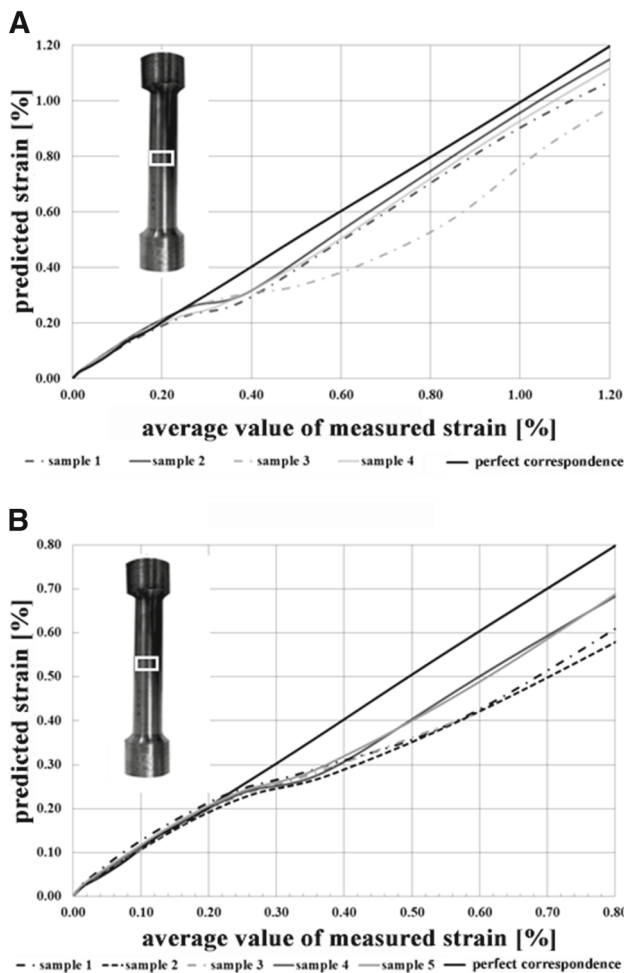 A
1.20
1.00
0.80
0.60
0.40
0.20
0.00
predicted strain [%]
0.00 0.20 0.40 0.60 0.80 1.00 1.20
average value of measured strain [%]
sample 1 sample 2 sample 3 sample 4 perfect correspondence
B
0.80
0.70
0.60
0.50
0.40
0.30
0.20
0.10
0.00
predicted strain [%]
0.00 0.10 0.20 0.30 0.40 0.50 0.60 0.70 0.80
average value of measured strain [%]
sample 1 sample 2 sample 3 sample 4 sample 5 perfect correspondence